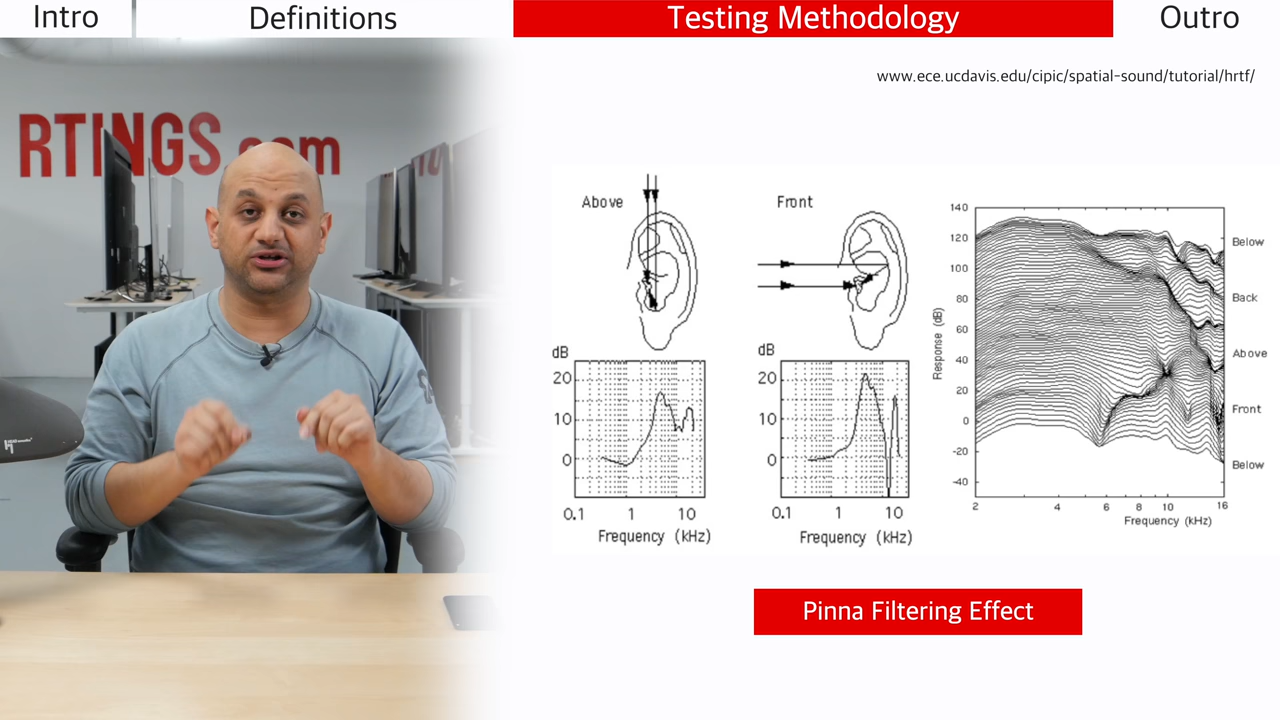 Intro
Definitions
Testing Methodology
Outro
www.ece.ucdavis.edu/cipic/spatial-sound/tutorial/hrtf/
RTINGS.com
Above
Front
dB
20
10
0
0.1 1 10
Frequency (kHz)
dB
20
10
0
0.1 1 10
Frequency (kHz)
Response (dB)
140
120
100
80
60
40
20
0
-20
-40
2 4 6 8 10 16
Frequency (kHz)
Below
Back
Above
Front
Below
Pinna Filtering Effect